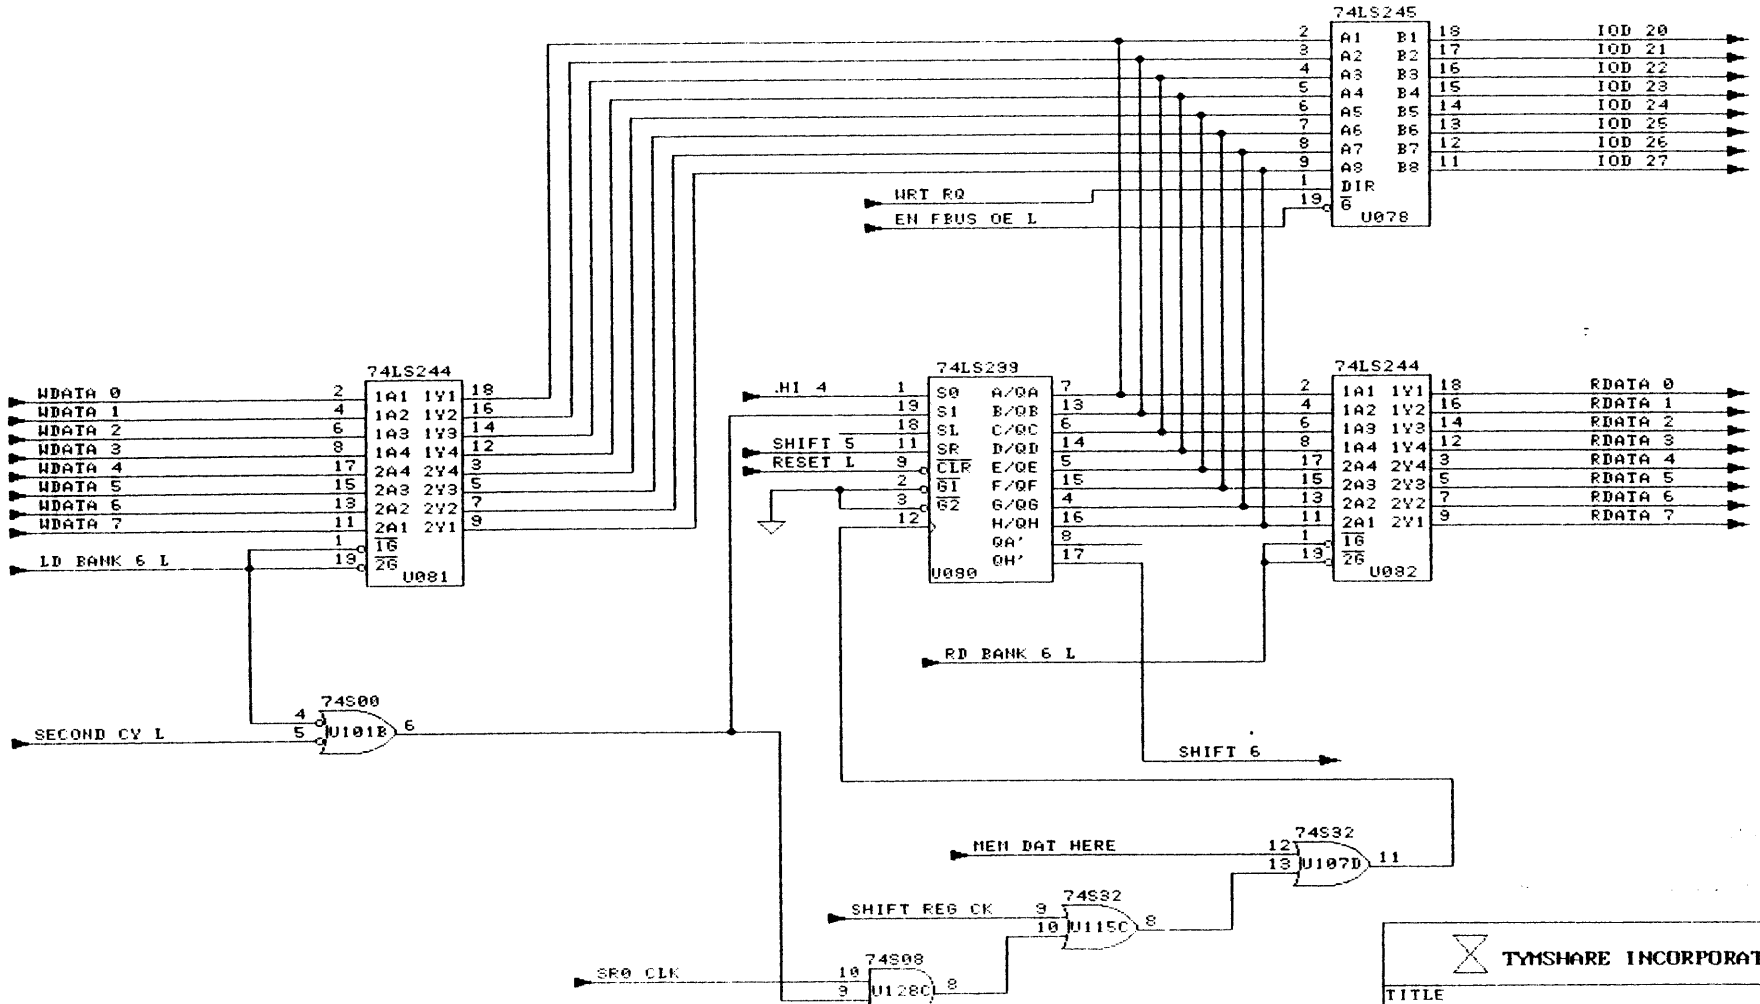 74LS245
2 A1 B1 18 IOD 20
3 A2 B2 17 IOD 21
4 A3 B3 16 IOD 22
5 A4 B4 15 IOD 23
6 A5 B5 14 IOD 24
7 A6 B6 13 IOD 25
8 A7 B7 12 IOD 26
9 A8 B8 11 IOD 27
WRT RQ 1 DIR
EN FBUS OE L 19 G
U078
74LS244
WDATA 0 2 1A1 1Y1 18
WDATA 1 4 1A2 1Y2 16
WDATA 2 6 1A3 1Y3 14
WDATA 3 8 1A4 1Y4 12
WDATA 4 17 2A4 2Y4 3
WDATA 5 15 2A3 2Y3 5
WDATA 6 13 2A2 2Y2 7
WDATA 7 11 2A1 2Y1 9
1 1G
LD BANK 6 L 19 2G
U081
74LS299
HI 4 1 S0 A/QA 7
19 S1 B/QB 13
18 SL C/QC 6
SHIFT 5 11 SR D/QD 14
RESET L 9 CLR E/QE 5
2 G1 F/QF 15
3 G2 G/QG 4
12 H/QH 16
QA' 8
QH' 17
U080
74LS244
2 1A1 1Y1 18 RDATA 0
4 1A2 1Y2 16 RDATA 1
6 1A3 1Y3 14 RDATA 2
8 1A4 1Y4 12 RDATA 3
17 2A4 2Y4 3 RDATA 4
15 2A3 2Y3 5 RDATA 5
13 2A2 2Y2 7 RDATA 6
11 2A1 2Y1 9 RDATA 7
1 1G
19 2G
U082
RD BANK 6 L
74S00
4
SECOND CY L 5 U101B 6
SHIFT 6
74S32
MEM DAT HERE 12
13 U107D 11
74S32
SHIFT REG CK 9
10 U115C 8
74S08
SR0 CLK 10
9 U128C 8
TYMSHARE INCORPORAT
TITLE